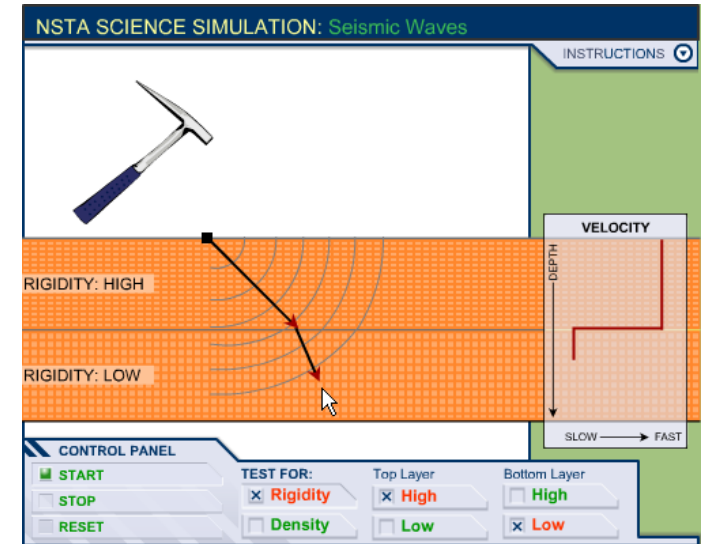 NSTA SCIENCE SIMULATION: Seismic Waves
INSTRUCTIONS
VELOCITY
DEPTH
RIGIDITY: HIGH
RIGIDITY: LOW
SLOW FAST
CONTROL PANEL
START
STOP
RESET
TEST FOR:
Rigidity
Density
Top Layer
High
Low
Bottom Layer
High
Low